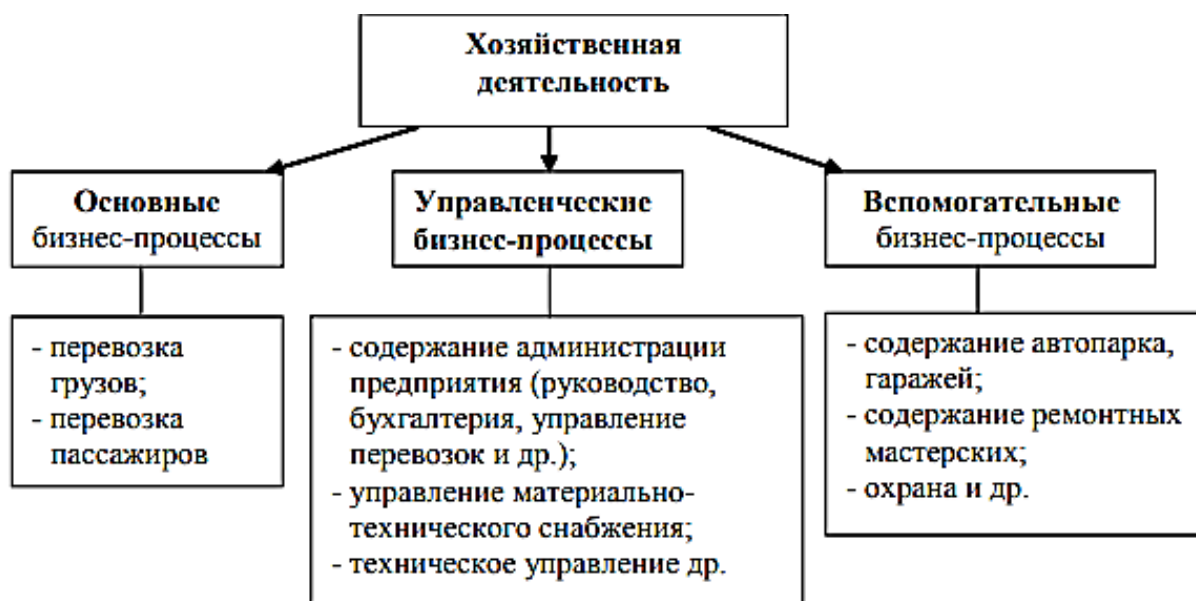 Хозяйственная
деятельность
Основные
бизнес-процессы
Управленческие
бизнес-процессы
Вспомогательные
бизнес-процессы
- перевозка
грузов;
- перевозка
пассажиров
- содержание администрации
предприятия (руководство,
бухгалтерия, управление
перевозок и др.);
- управление материально-
технического снабжения;
- техническое управление др.
- содержание автопарка,
гаражей;
- содержание ремонтных
мастерских;
- охрана и др.